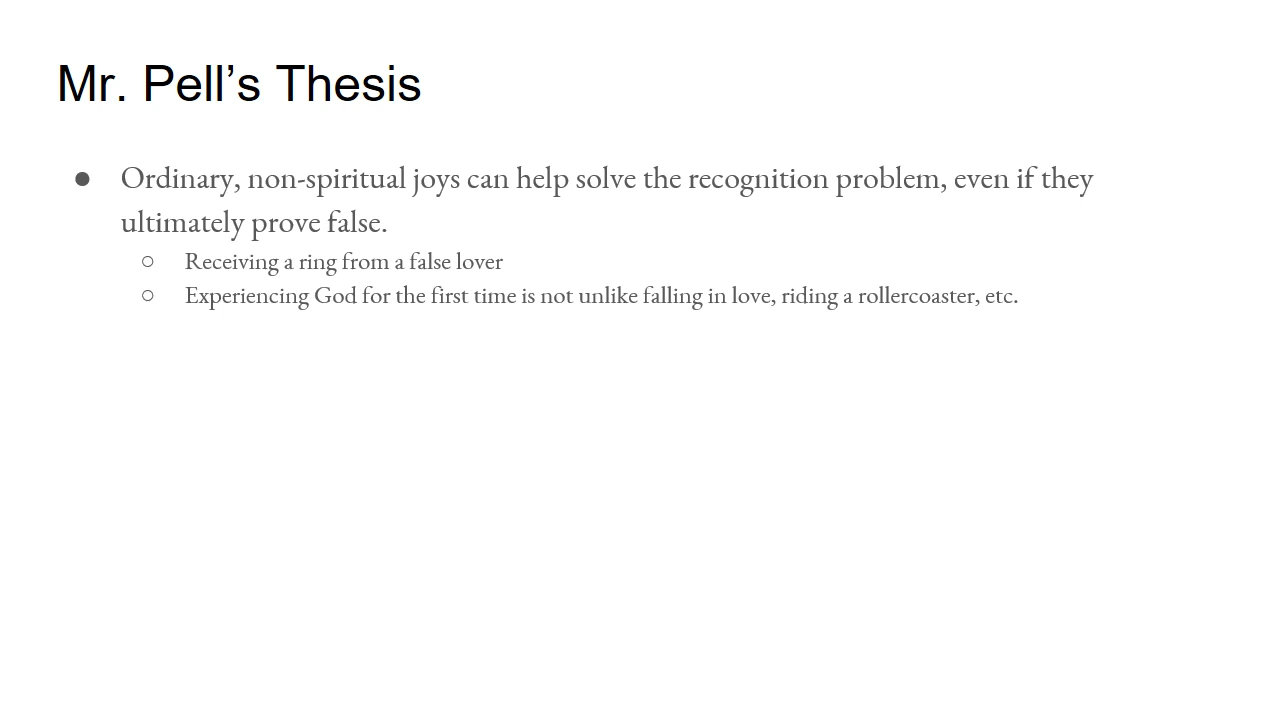 Mr. Pell’s Thesis
● Ordinary, non-spiritual joys can help solve the recognition problem, even if they
ultimately prove false.
○ Receiving a ring from a false lover
○ Experiencing God for the first time is not unlike falling in love, riding a rollercoaster, etc.